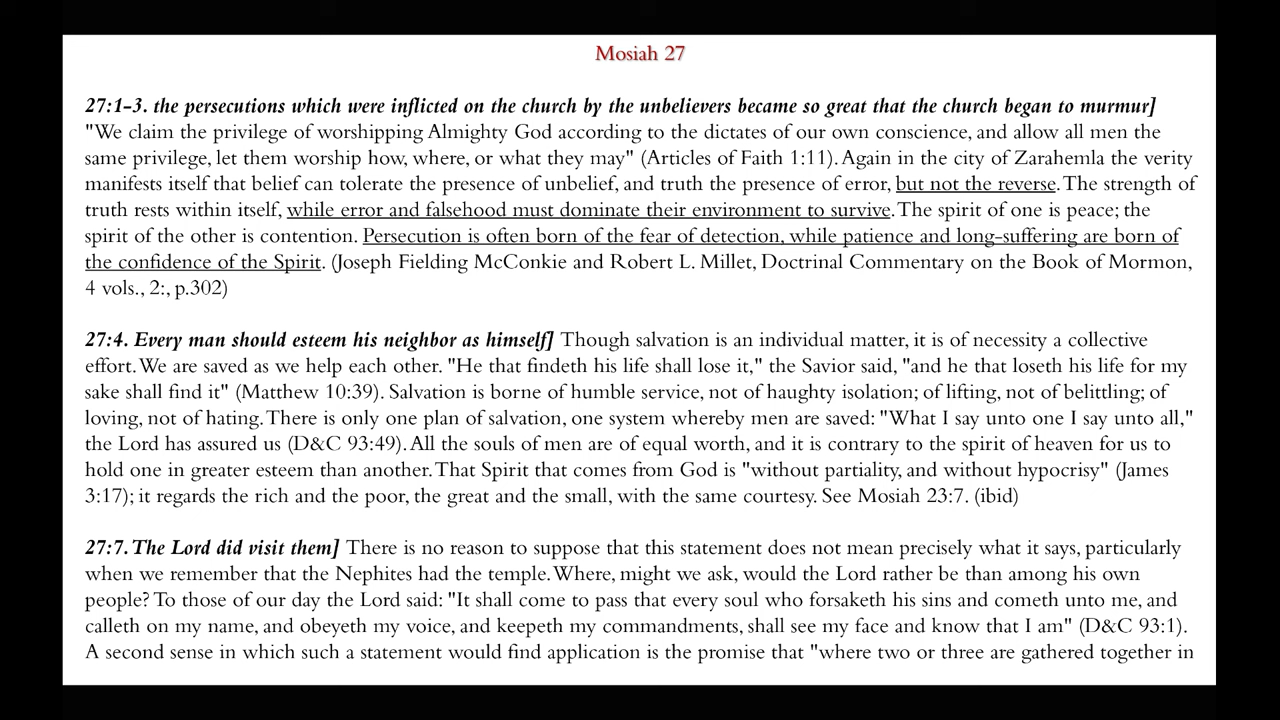 Mosiah 27
27:1-3. the persecutions which were inflicted on the church by the unbelievers became so great that the church began to murmur]
"We claim the privilege of worshipping Almighty God according to the dictates of our own conscience, and allow all men the
same privilege, let them worship how, where, or what they may" (Articles of Faith 1:11). Again in the city of Zarahemla the verity
manifests itself that belief can tolerate the presence of unbelief, and truth the presence of error, but not the reverse. The strength of
truth rests within itself, while error and falsehood must dominate their environment to survive. The spirit of one is peace; the
spirit of the other is contention. Persecution is often born of the fear of detection, while patience and long-suffering are born of
the confidence of the Spirit. (Joseph Fielding McConkie and Robert L. Millet, Doctrinal Commentary on the Book of Mormon,
4 vols., 2:, p.302)
27:4. Every man should esteem his neighbor as himself] Though salvation is an individual matter, it is of necessity a collective
effort. We are saved as we help each other. "He that findeth his life shall lose it," the Savior said, "and he that loseth his life for my
sake shall find it" (Matthew 10:39). Salvation is borne of humble service, not of haughty isolation; of lifting, not of belittling; of
loving, not of hating. There is only one plan of salvation, one system whereby men are saved: "What I say unto one I say unto all,"
the Lord has assured us (D&C 93:49). All the souls of men are of equal worth, and it is contrary to the spirit of heaven for us to
hold one in greater esteem than another. That Spirit that comes from God is "without partiality, and without hypocrisy" (James
3:17); it regards the rich and the poor, the great and the small, with the same courtesy. See Mosiah 23:7. (ibid)
27:7. The Lord did visit them] There is no reason to suppose that this statement does not mean precisely what it says, particularly
when we remember that the Nephites had the temple. Where, might we ask, would the Lord rather be than among his own
people? To those of our day the Lord said: "It shall come to pass that every soul who forsaketh his sins and cometh unto me, and
calleth on my name, and obeyeth my voice, and keepeth my commandments, shall see my face and know that I am" (D&C 93:1).
A second sense in which such a statement would find application is the promise that "where two or three are gathered together in